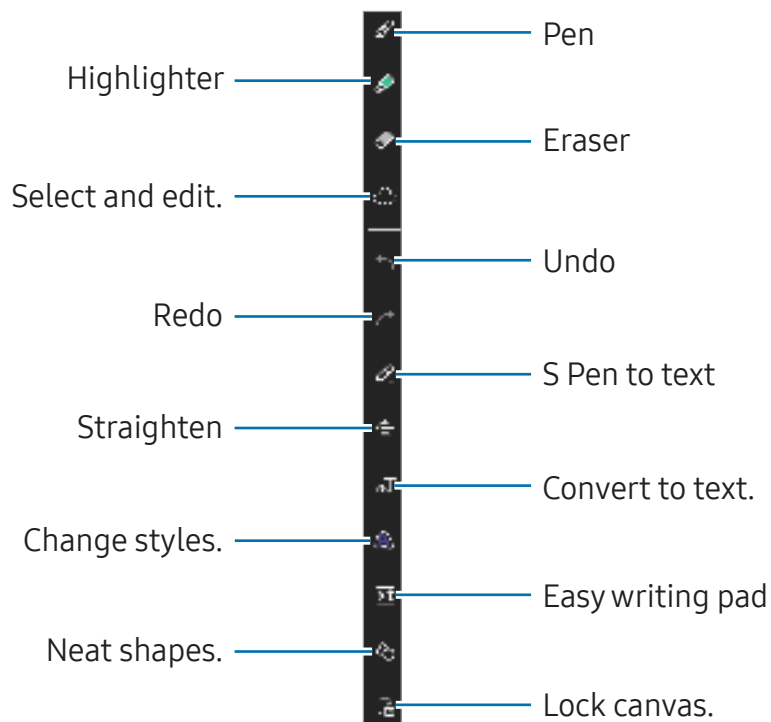 Pen
Highlighter
Eraser
Select and edit.
Undo
Redo
S Pen to text
Straighten
Convert to text.
Change styles.
Easy writing pad
Neat shapes.
Lock canvas.